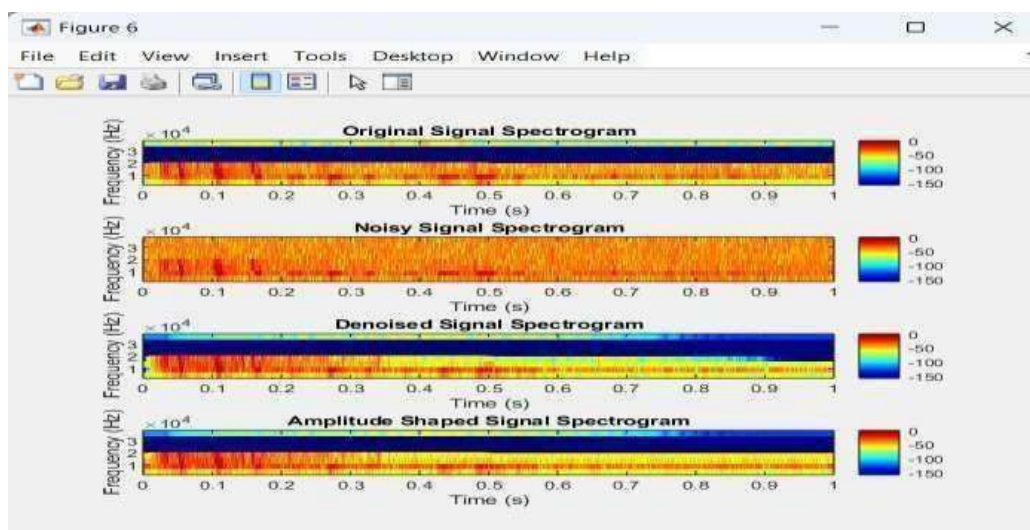 Figure 6
File Edit View Insert Tools Desktop Window Help
× 10⁴
Original Signal Spectrogram
Frequency (Hz)
3
2
1
0 0.1 0.2 0.3 0.4 0.5 0.6 0.7 0.8 0.9 1
Time (s)
0
-50
-100
-150
× 10⁴
Noisy Signal Spectrogram
Frequency (Hz)
3
2
1
0 0.1 0.2 0.3 0.4 0.5 0.6 0.7 0.8 0.9 1
Time (s)
0
-50
-100
-150
× 10⁴
Denoised Signal Spectrogram
Frequency (Hz)
3
2
1
0 0.1 0.2 0.3 0.4 0.5 0.6 0.7 0.8 0.9 1
Time (s)
0
-50
-100
-150
× 10⁴
Amplitude Shaped Signal Spectrogram
Frequency (Hz)
3
2
1
0 0.1 0.2 0.3 0.4 0.5 0.6 0.7 0.8 0.9 1
Time (s)
0
-50
-100
-150